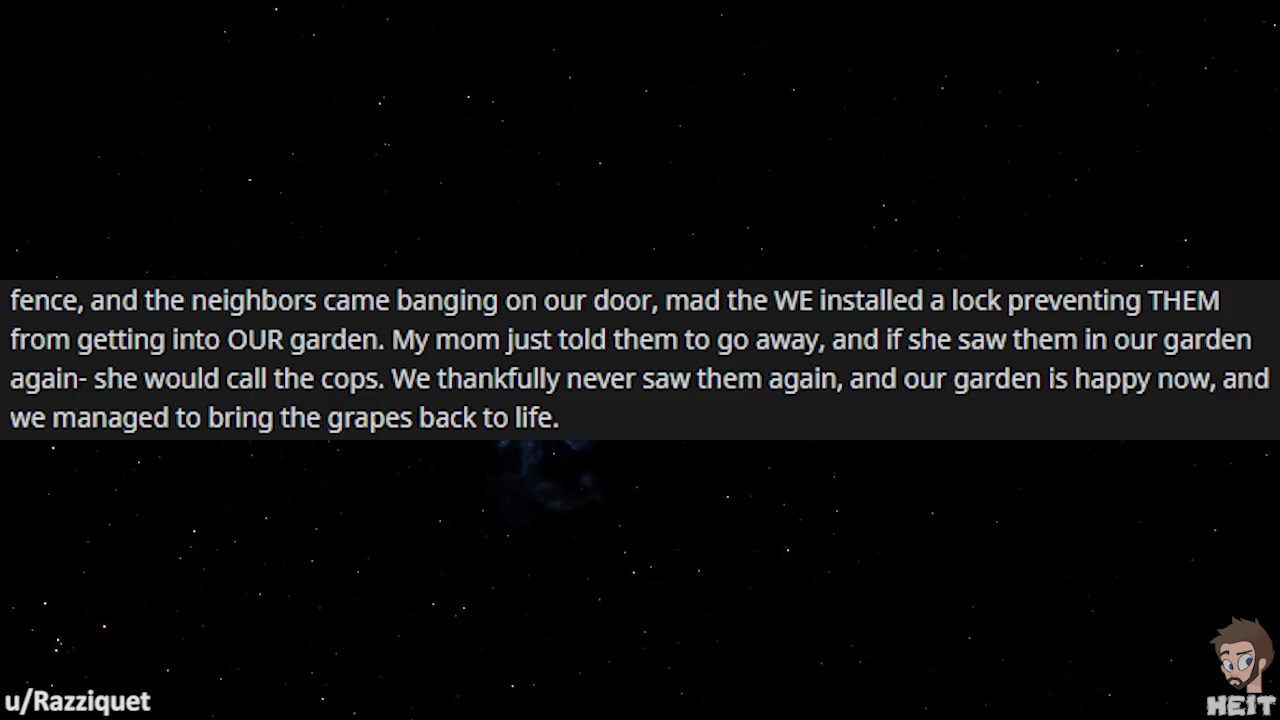 fence, and the neighbors came banging on our door, mad the WE installed a lock preventing THEM
from getting into OUR garden. My mom just told them to go away, and if she saw them in our garden
again- she would call the cops. We thankfully never saw them again, and our garden is happy now, and
we managed to bring the grapes back to life.
u/Razziquet
HEIT